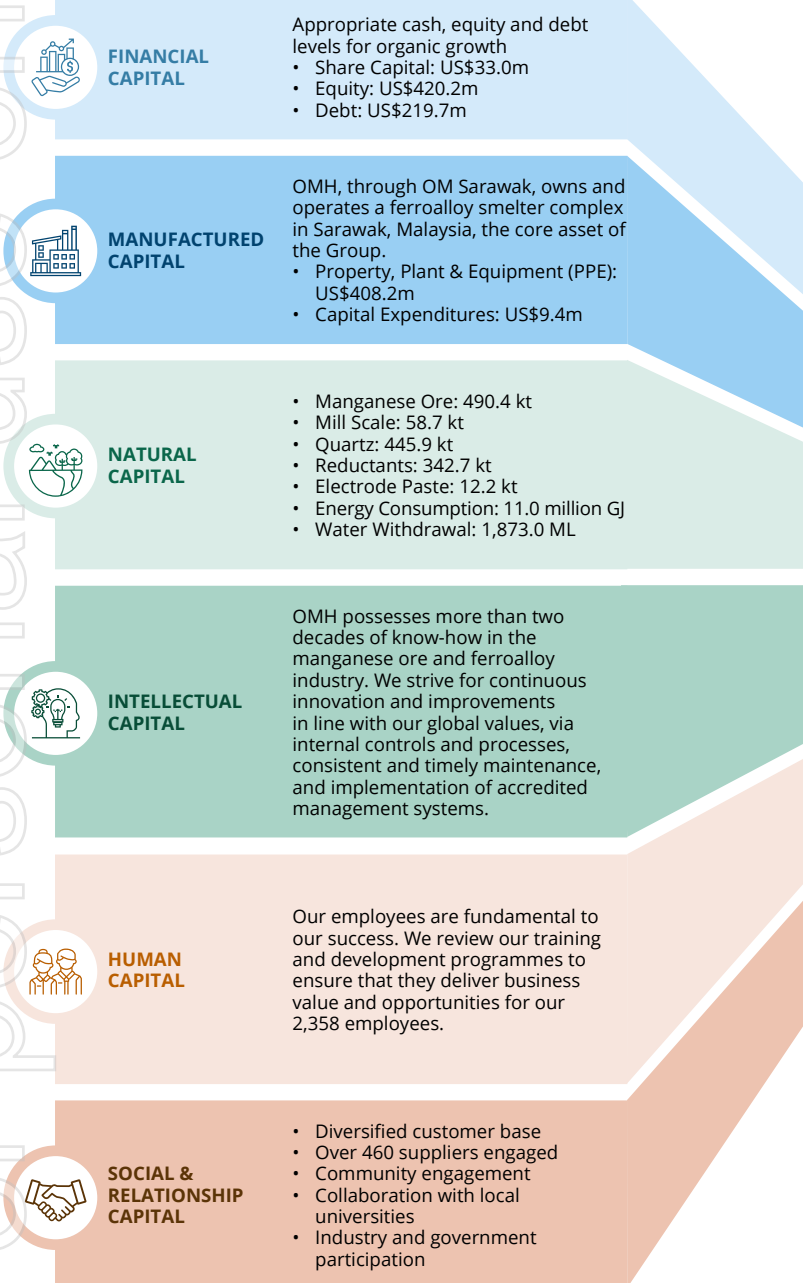 FINANCIAL
CAPITAL
Appropriate cash, equity and debt
levels for organic growth
• Share Capital: US$33.0m
• Equity: US$420.2m
• Debt: US$219.7m
MANUFACTURED
CAPITAL
OMH, through OM Sarawak, owns and
operates a ferroalloy smelter complex
in Sarawak, Malaysia, the core asset of
the Group.
• Property, Plant & Equipment (PPE):
US$408.2m
• Capital Expenditures: US$9.4m
NATURAL
CAPITAL
• Manganese Ore: 490.4 kt
• Mill Scale: 58.7 kt
• Quartz: 445.9 kt
• Reductants: 342.7 kt
• Electrode Paste: 12.2 kt
• Energy Consumption: 11.0 million GJ
• Water Withdrawal: 1,873.0 ML
INTELLECTUAL
CAPITAL
OMH possesses more than two
decades of know-how in the
manganese ore and ferroalloy
industry. We strive for continuous
innovation and improvements
in line with our global values, via
internal controls and processes,
consistent and timely maintenance,
and implementation of accredited
management systems.
HUMAN
CAPITAL
Our employees are fundamental to
our success. We review our training
and development programmes to
ensure that they deliver business
value and opportunities for our
2,358 employees.
SOCIAL &
RELATIONSHIP
CAPITAL
• Diversified customer base
• Over 460 suppliers engaged
• Community engagement
• Collaboration with local
universities
• Industry and government
participation